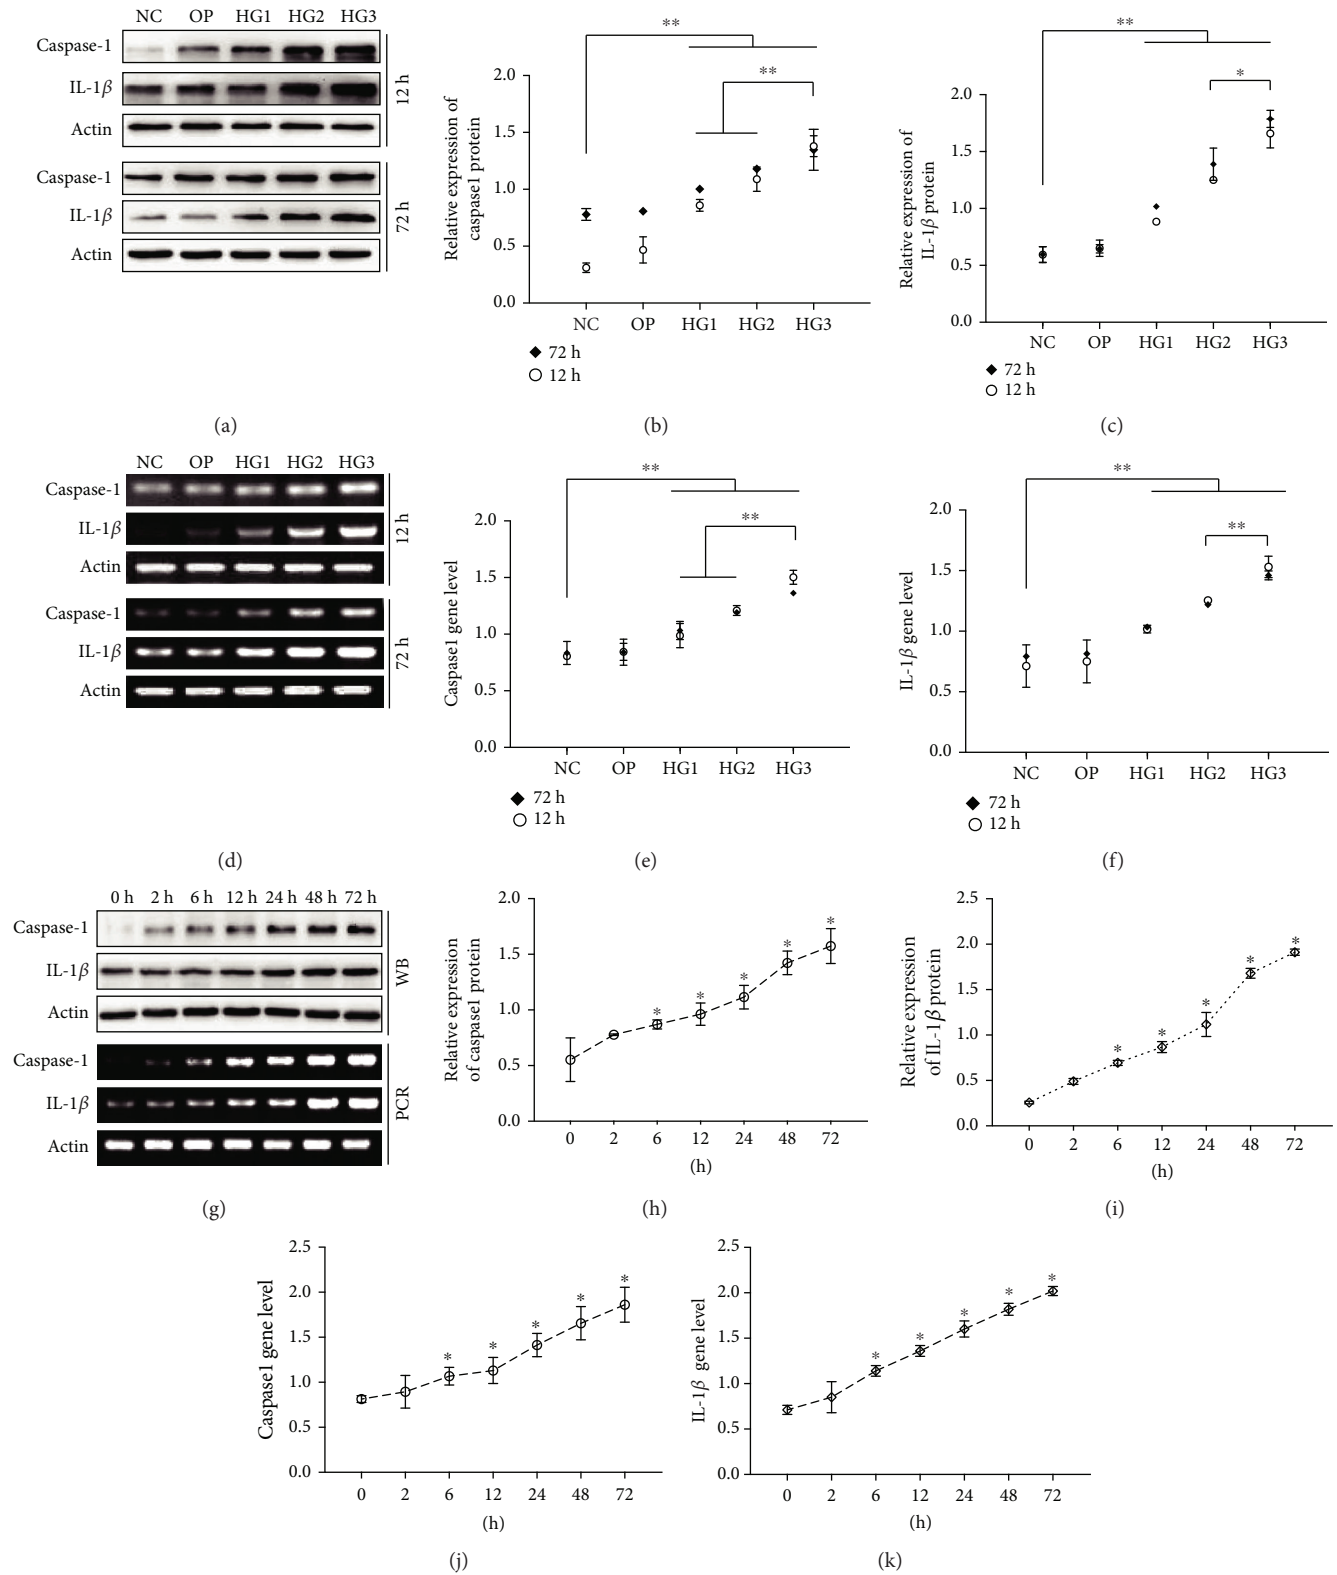 NC OP HG1 HG2 HG3
Caspase-1
IL-1β
Actin
12 h
Caspase-1
IL-1β
Actin
72 h
(a)
**
**
Relative expression of
caspase1 protein
2.0
1.5
1.0
0.5
0.0
NC OP HG1 HG2 HG3
72 h
12 h
(b)
**
*
Relative expression of
IL-1β protein
2.0
1.5
1.0
0.5
0.0
NC OP HG1 HG2 HG3
72 h
12 h
(c)
NC OP HG1 HG2 HG3
Caspase-1
IL-1β
Actin
12 h
Caspase-1
IL-1β
Actin
72 h
(d)
**
**
Caspase1 gene level
2.0
1.5
1.0
0.5
0.0
NC OP HG1 HG2 HG3
72 h
12 h
(e)
**
**
IL-1β gene level
2.0
1.5
1.0
0.5
0.0
NC OP HG1 HG2 HG3
72 h
12 h
(f)
0 h 2 h 6 h 12 h 24 h 48 h 72 h
Caspase-1
IL-1β
Actin
WB
Caspase-1
IL-1β
Actin
PCR
(g)
Relative expression
of caspase1 protein
2.0
1.5
1.0
0.5
0.0
* * * * *
0 2 6 12 24 48 72
(h)
(h)
Relative expression
of IL-1β protein
2.5
2.0
1.5
1.0
0.5
0.0
* * * * *
0 2 6 12 24 48 72
(h)
(i)
Caspase1 gene level
2.5
2.0
1.5
1.0
0.5
0.0
* * * * *
0 2 6 12 24 48 72
(h)
(j)
IL-1β gene level
2.5
2.0
1.5
1.0
0.5
0.0
* * * * *
0 2 6 12 24 48 72
(h)
(k)